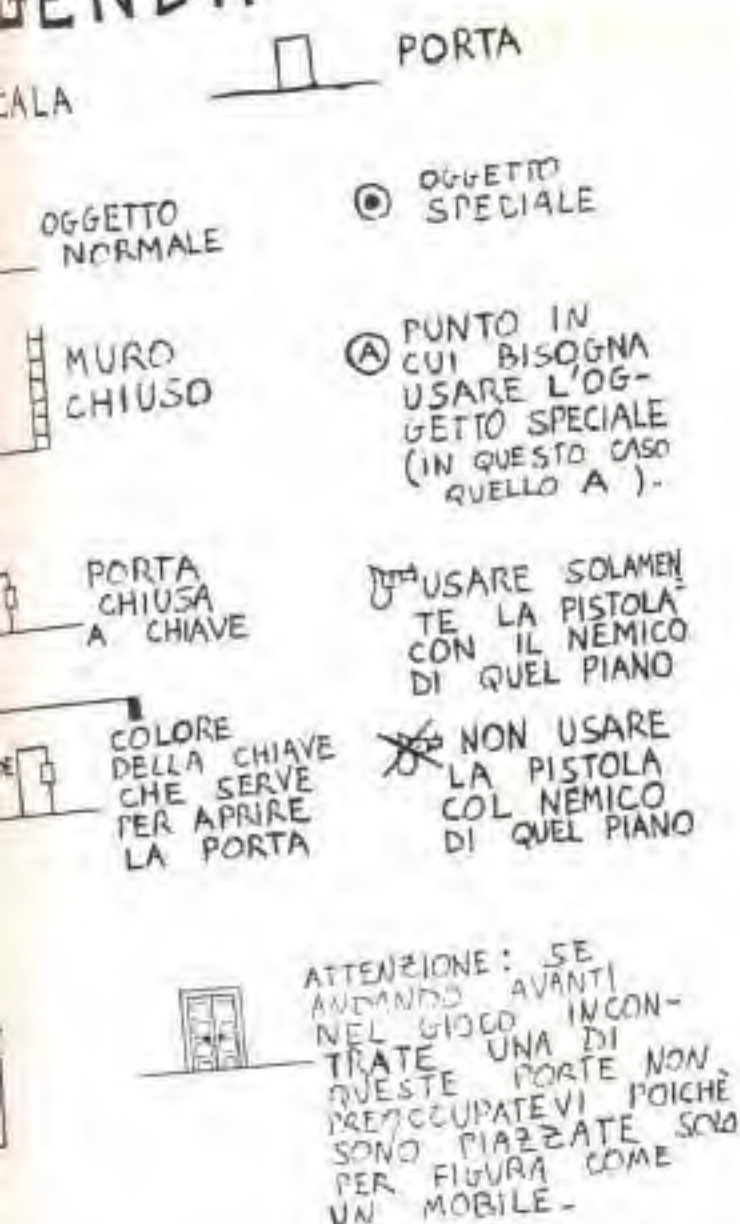 GENDA
CALA
PORTA
OGGETTO
NORMALE
OGGETTO
SPECIALE
MURO
CHIUSO
A
PUNTO IN
CUI BISOGNA
USARE L'OG-
GETTO SPECIALE
(IN QUESTO CASO
QUELLO A ).
PORTA
CHIUSA
A CHIAVE
USARE SOLAMEN
TE LA PISTOLA
CON IL NEMICO
DI QUEL PIANO
COLORE
DELLA CHIAVE
CHE SERVE
PER APRIRE
LA PORTA
NON USARE
LA PISTOLA
COL NEMICO
DI QUEL PIANO
ATTENZIONE: SE
ANDANDO AVANTI
NEL GIOCO INCON-
TRATE UNA DI
QUESTE PORTE NON
PREOCCUPATEVI POICHÈ
SONO PIAZZATE SOLO
PER FIGURA COME
UN MOBILE-